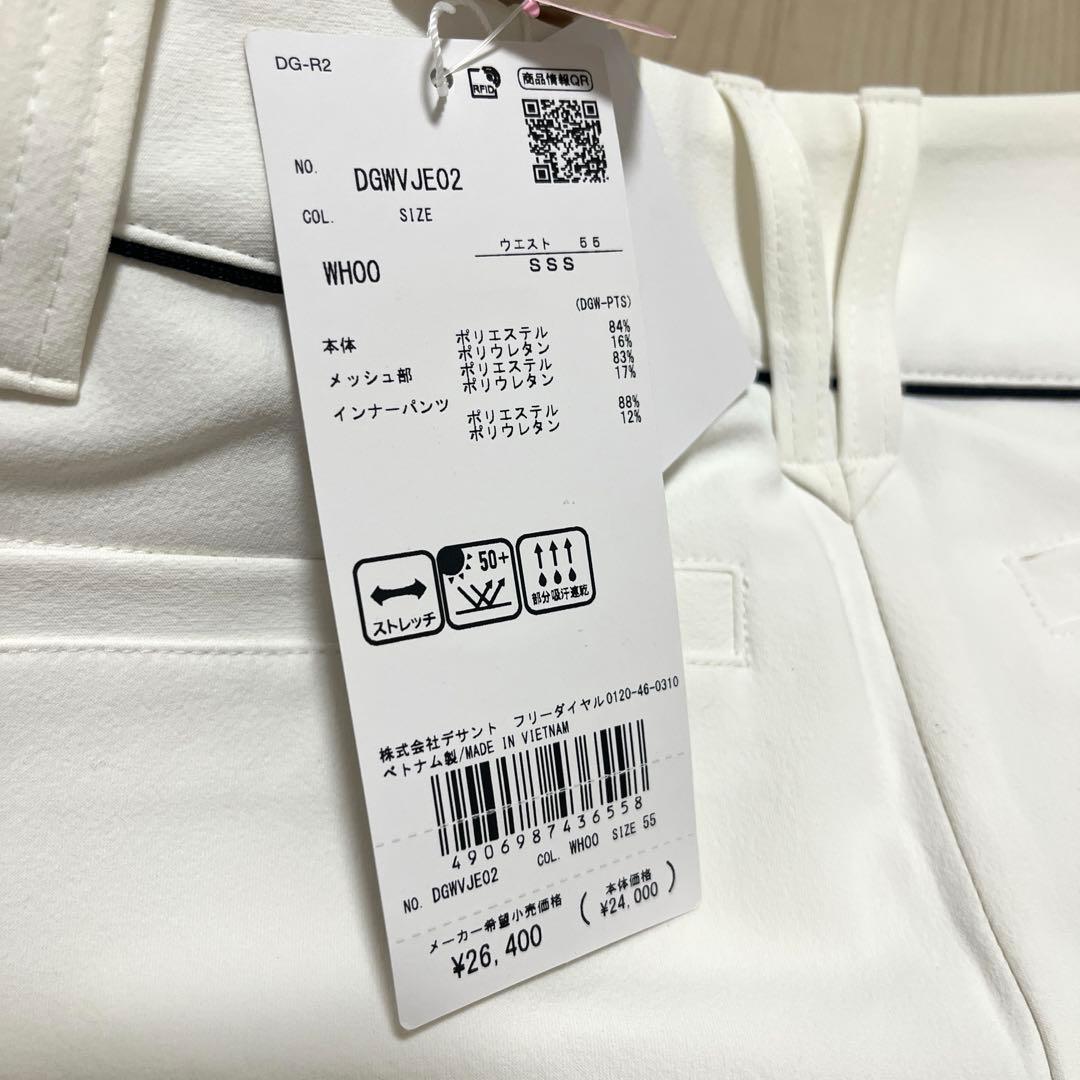 DG-R2
RFID
商品情報QR
NO. DGWVJE02
COL. SIZE
ウエスト 55
WH00 SSS
(DGW-PTS)
本体 ポリエステル 84%
ポリウレタン 16%
メッシュ部 ポリエステル 83%
ポリウレタン 17%
インナーパンツ ポリエステル 88%
ポリウレタン 12%
ストレッチ
50+
部分吸汗速乾
株式会社デサント フリーダイヤル0120-46-0310
ベトナム製/MADE IN VIETNAM
4906987436558
NO. DGWVJE02 COL. WH00 SIZE 55
メーカー希望小売価格 (本体価格
¥26,400 ¥24,000)